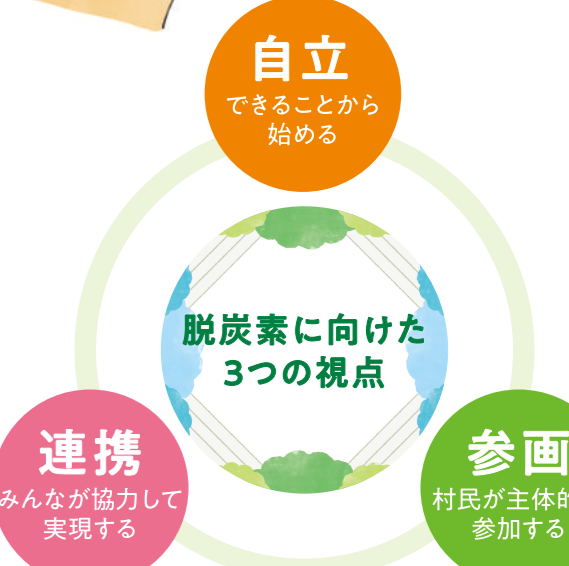 自立
できることから
始める
脱炭素に向けた
3つの視点
連携
みんなが協力して
実現する
参画
村民が主体的
参加する